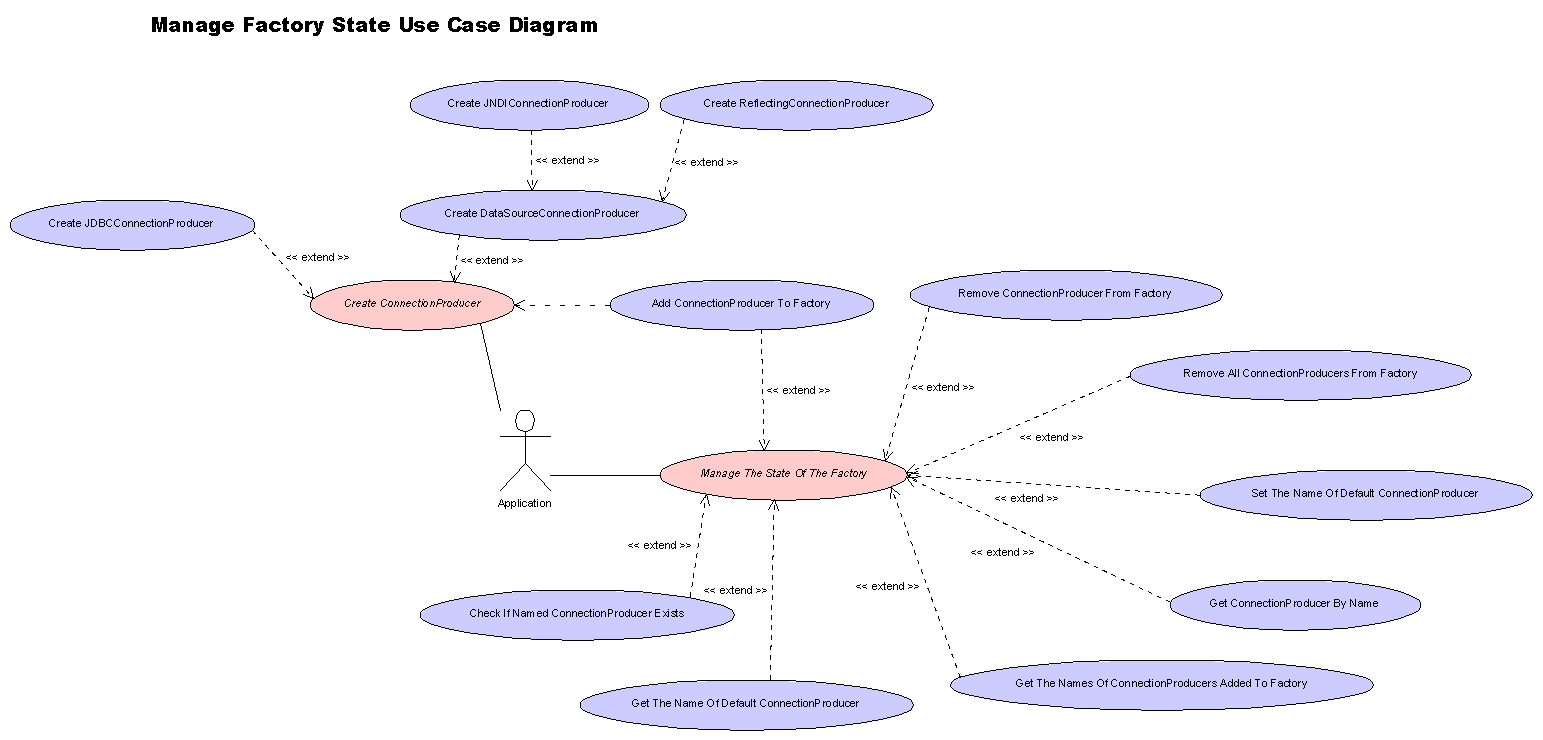 Manage Factory State Use Case Diagram
Create JNDIConnectionProducer
Create ReflectingConnectionProducer
<< extend >>
<< extend >>
Create JDBCConnectionProducer
Create DataSourceConnectionProducer
<< extend >>
<< extend >>
Create ConnectionProducer
Add ConnectionProducer To Factory
Remove ConnectionProducer From Factory
Remove All ConnectionProducers From Factory
<< extend >>
<< extend >>
<< extend >>
Manage The State Of The Factory
Application
Set The Name Of Default ConnectionProducer
<< extend >>
<< extend >>
<< extend >>
<< extend >>
<< extend >>
Check If Named ConnectionProducer Exists
Get ConnectionProducer By Name
Get The Names Of ConnectionProducers Added To Factory
Get The Name Of Default ConnectionProducer